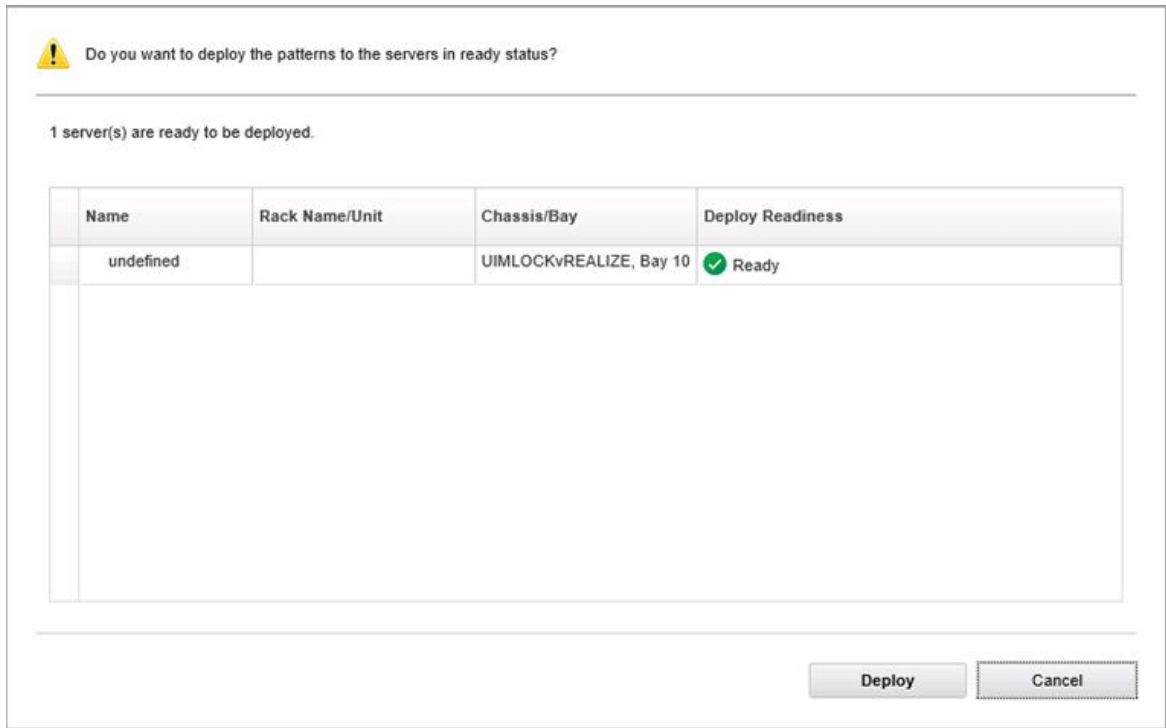 Do you want to deploy the patterns to the servers in ready status?
1 server(s) are ready to be deployed.
Name Rack Name/Unit Chassis/Bay Deploy Readiness
undefined UIMLOCKvREALIZE, Bay 10 Ready
Deploy Cancel